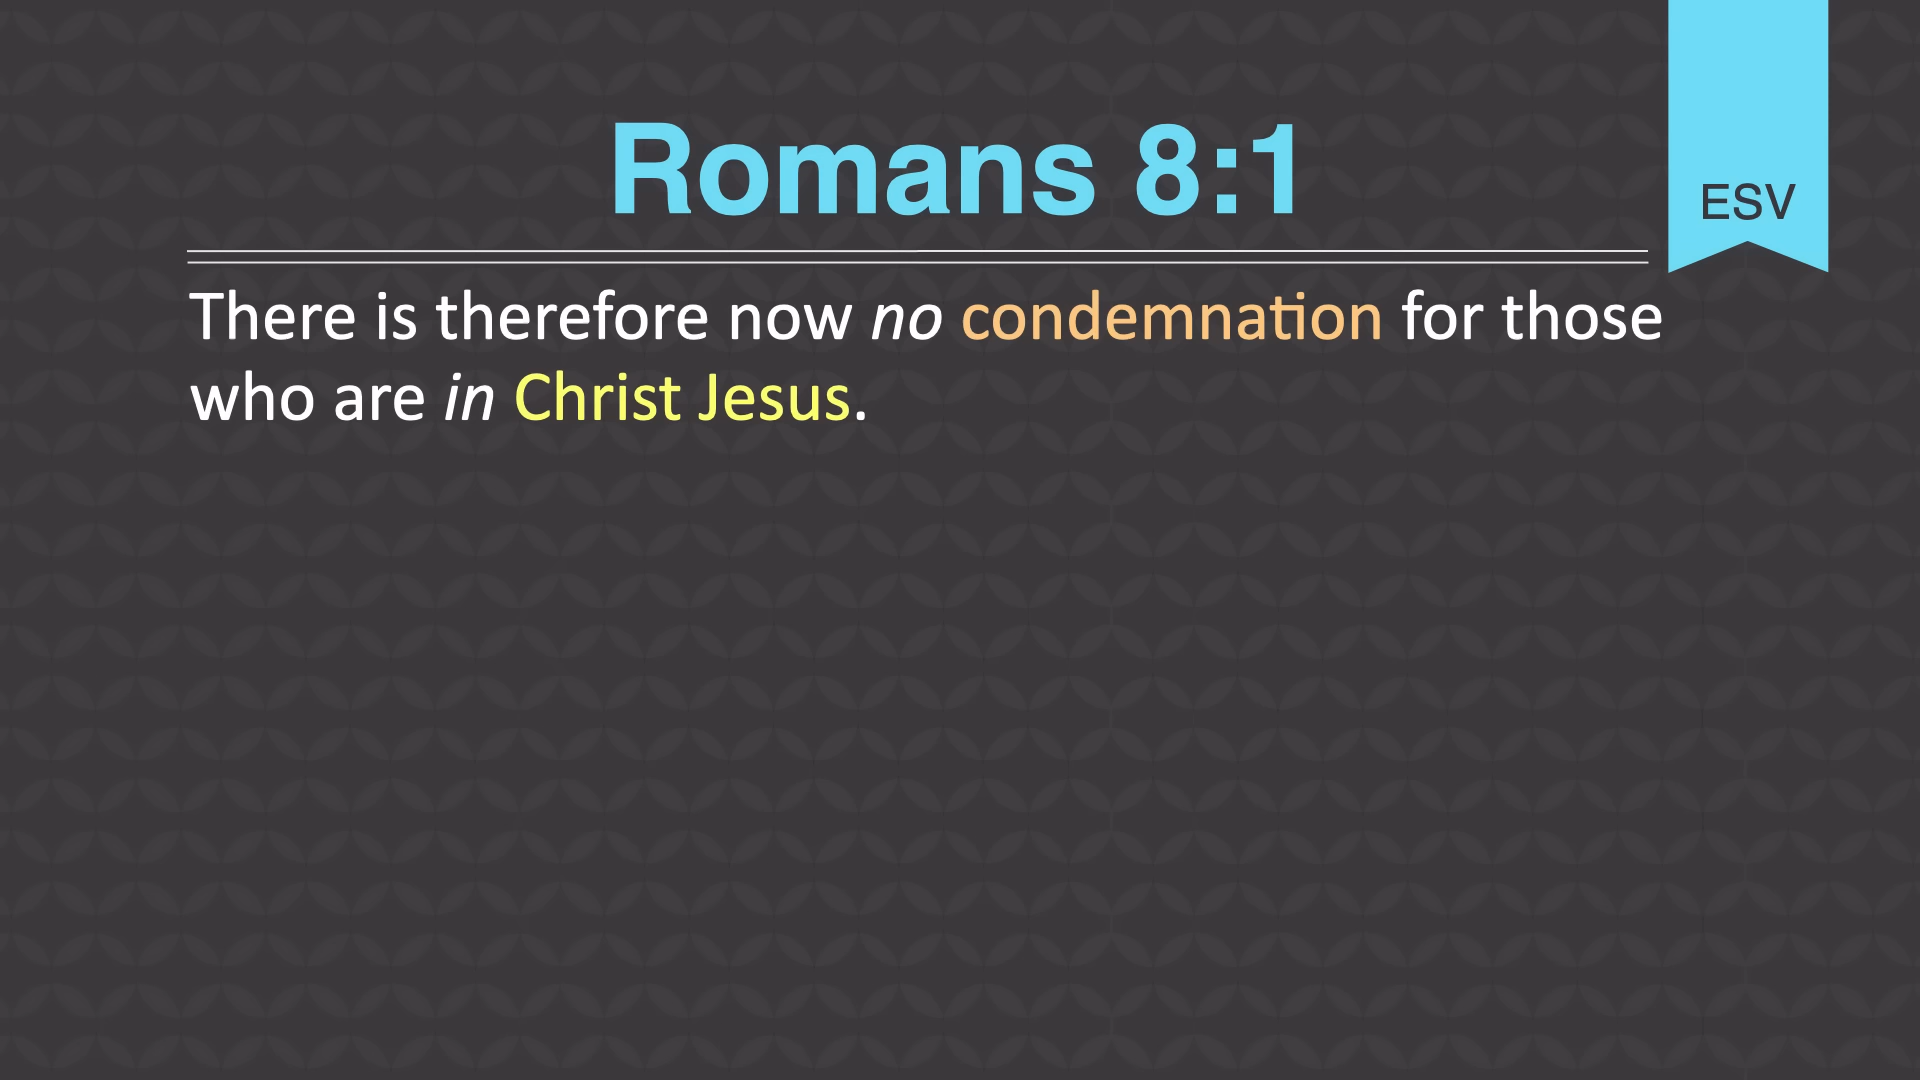 Romans 8:1
ESV
There is therefore now no condemnation for those
who are in Christ Jesus.